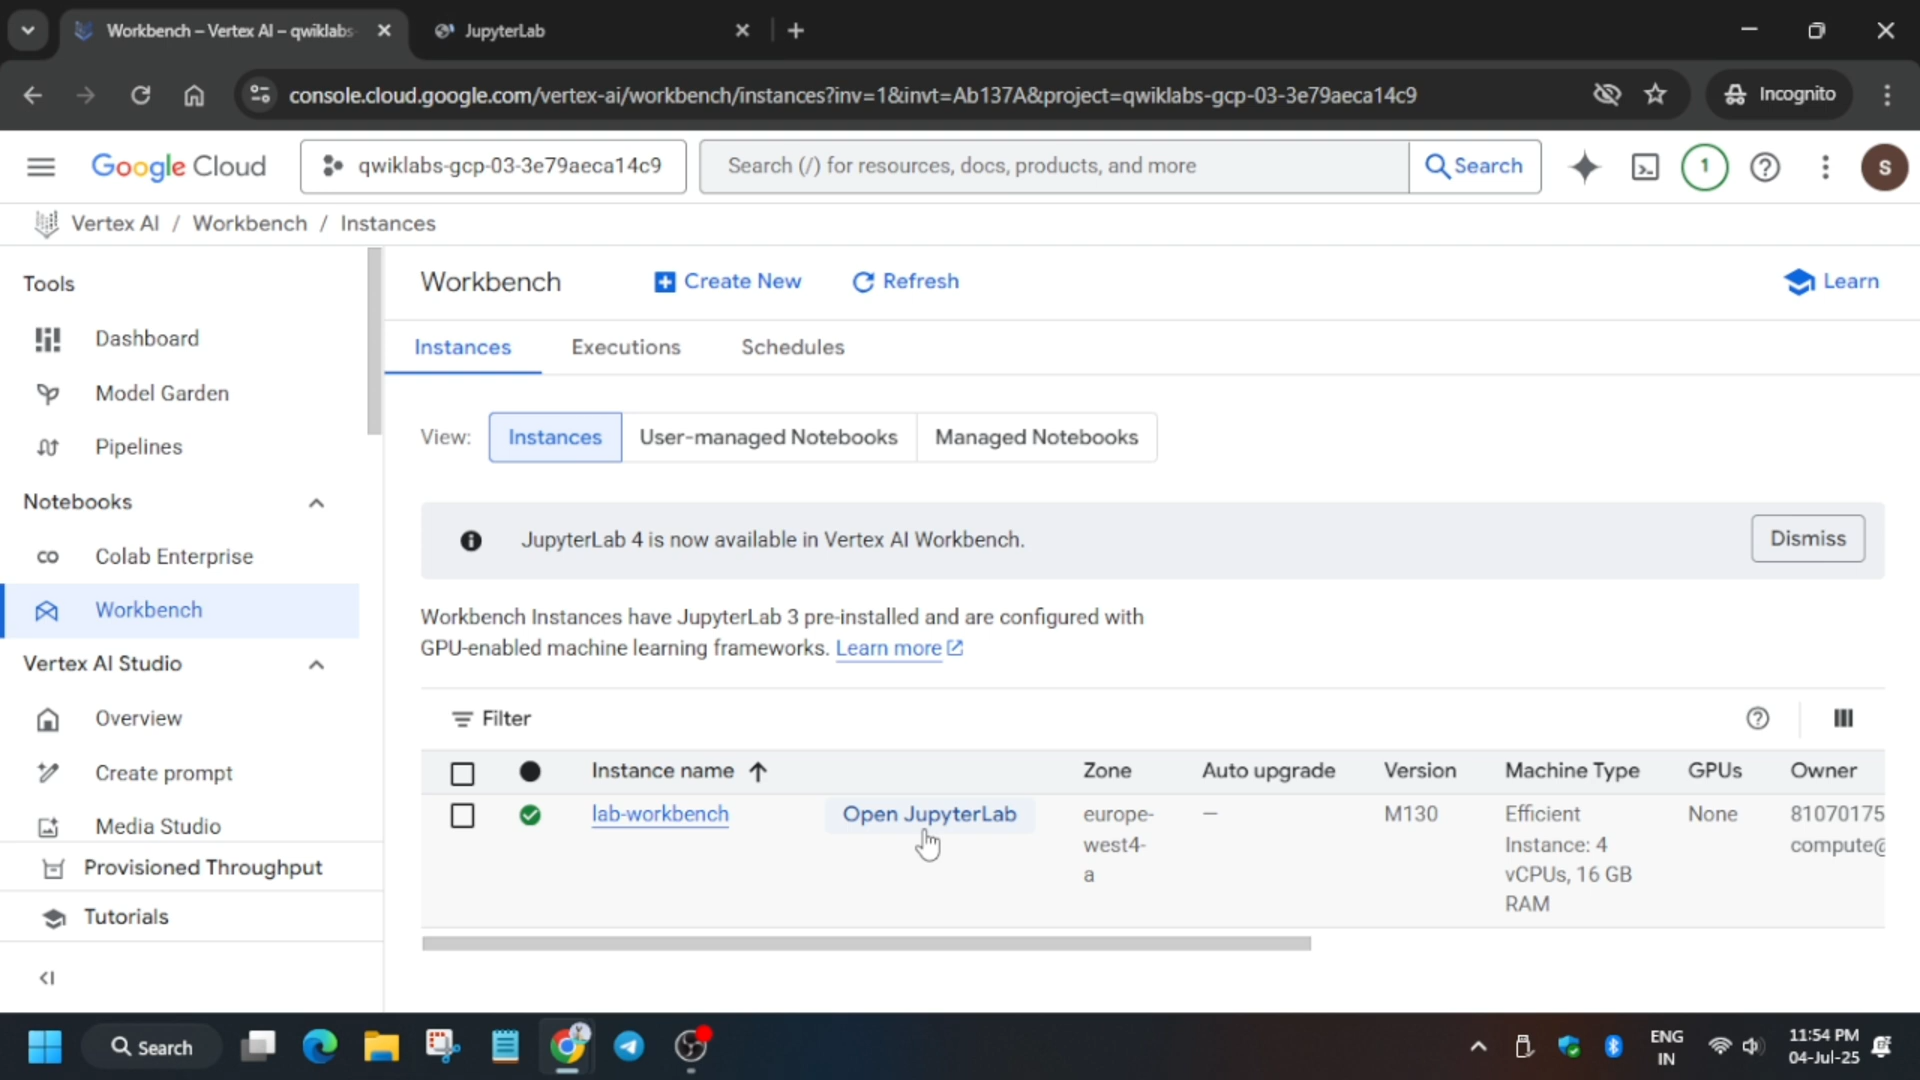 Workbench – Vertex AI – qwiklabs-
JupyterLab
console.cloud.google.com/vertex-ai/workbench/instances?inv=1&invt=Ab137A&project=qwiklabs-gcp-03-3e79aeca14c9
Incognito
Google Cloud
qwiklabs-gcp-03-3e79aeca14c9
Search (/) for resources, docs, products, and more
Search
1
S
Vertex AI / Workbench / Instances
Tools
Dashboard
Model Garden
Pipelines
Notebooks
Colab Enterprise
Workbench
Vertex AI Studio
Overview
Create prompt
Media Studio
Provisioned Throughput
Tutorials
Workbench
Create New
Refresh
Learn
Instances
Executions
Schedules
View:
Instances
User-managed Notebooks
Managed Notebooks
JupyterLab 4 is now available in Vertex AI Workbench.
Dismiss
Workbench Instances have JupyterLab 3 pre-installed and are configured with
GPU-enabled machine learning frameworks. Learn more
Filter
Instance name
Zone
Auto upgrade
Version
Machine Type
GPUs
Owner
lab-workbench
Open JupyterLab
europe-
west4-
a
–
M130
Efficient
Instance: 4
vCPUs, 16 GB
RAM
None
81070175
compute@
Search
ENG
IN
11:54 PM
04-Jul-25